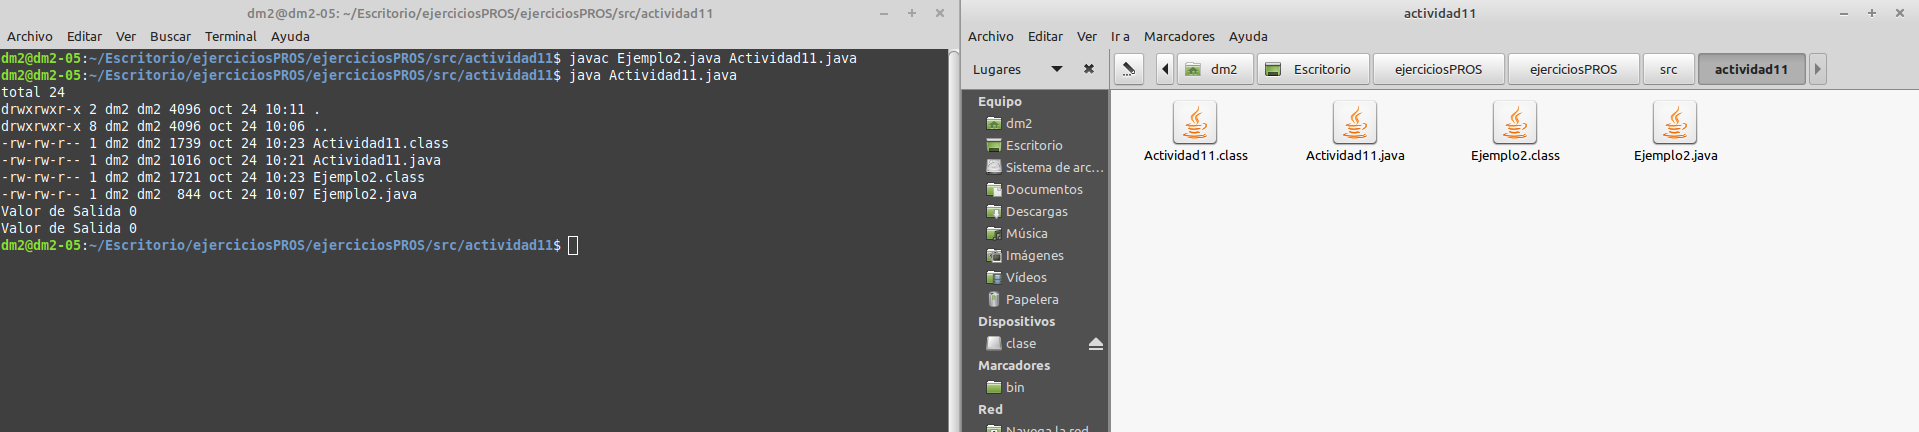 dm2@dm2-05: ~/Escritorio/ejerciciosPROS/ejerciciosPROS/src/actividad11
Archivo Editar Ver Buscar Terminal Ayuda
dm2@dm2-05:~/Escritorio/ejerciciosPROS/ejerciciosPROS/src/actividad11$ javac Ejemplo2.java Actividad11.java
dm2@dm2-05:~/Escritorio/ejerciciosPROS/ejerciciosPROS/src/actividad11$ java Actividad11.java
total 24
drwxrwxr-x 2 dm2 dm2 4096 oct 24 10:11 .
drwxrwxr-x 8 dm2 dm2 4096 oct 24 10:06 ..
-rw-rw-r-- 1 dm2 dm2 1739 oct 24 10:23 Actividad11.class
-rw-rw-r-- 1 dm2 dm2 1016 oct 24 10:21 Actividad11.java
-rw-rw-r-- 1 dm2 dm2 1721 oct 24 10:23 Ejemplo2.class
-rw-rw-r-- 1 dm2 dm2  844 oct 24 10:07 Ejemplo2.java
Valor de Salida 0
Valor de Salida 0
dm2@dm2-05:~/Escritorio/ejerciciosPROS/ejerciciosPROS/src/actividad11$
actividad11
Archivo Editar Ver Ir a Marcadores Ayuda
Lugares
dm2 Escritorio ejerciciosPROS ejerciciosPROS src actividad11
Equipo
dm2
Escritorio
Sistema de arc...
Documentos
Descargas
Música
Imágenes
Vídeos
Papelera
Dispositivos
clase
Marcadores
bin
Red
Navega la red
Actividad11.class Actividad11.java Ejemplo2.class Ejemplo2.java